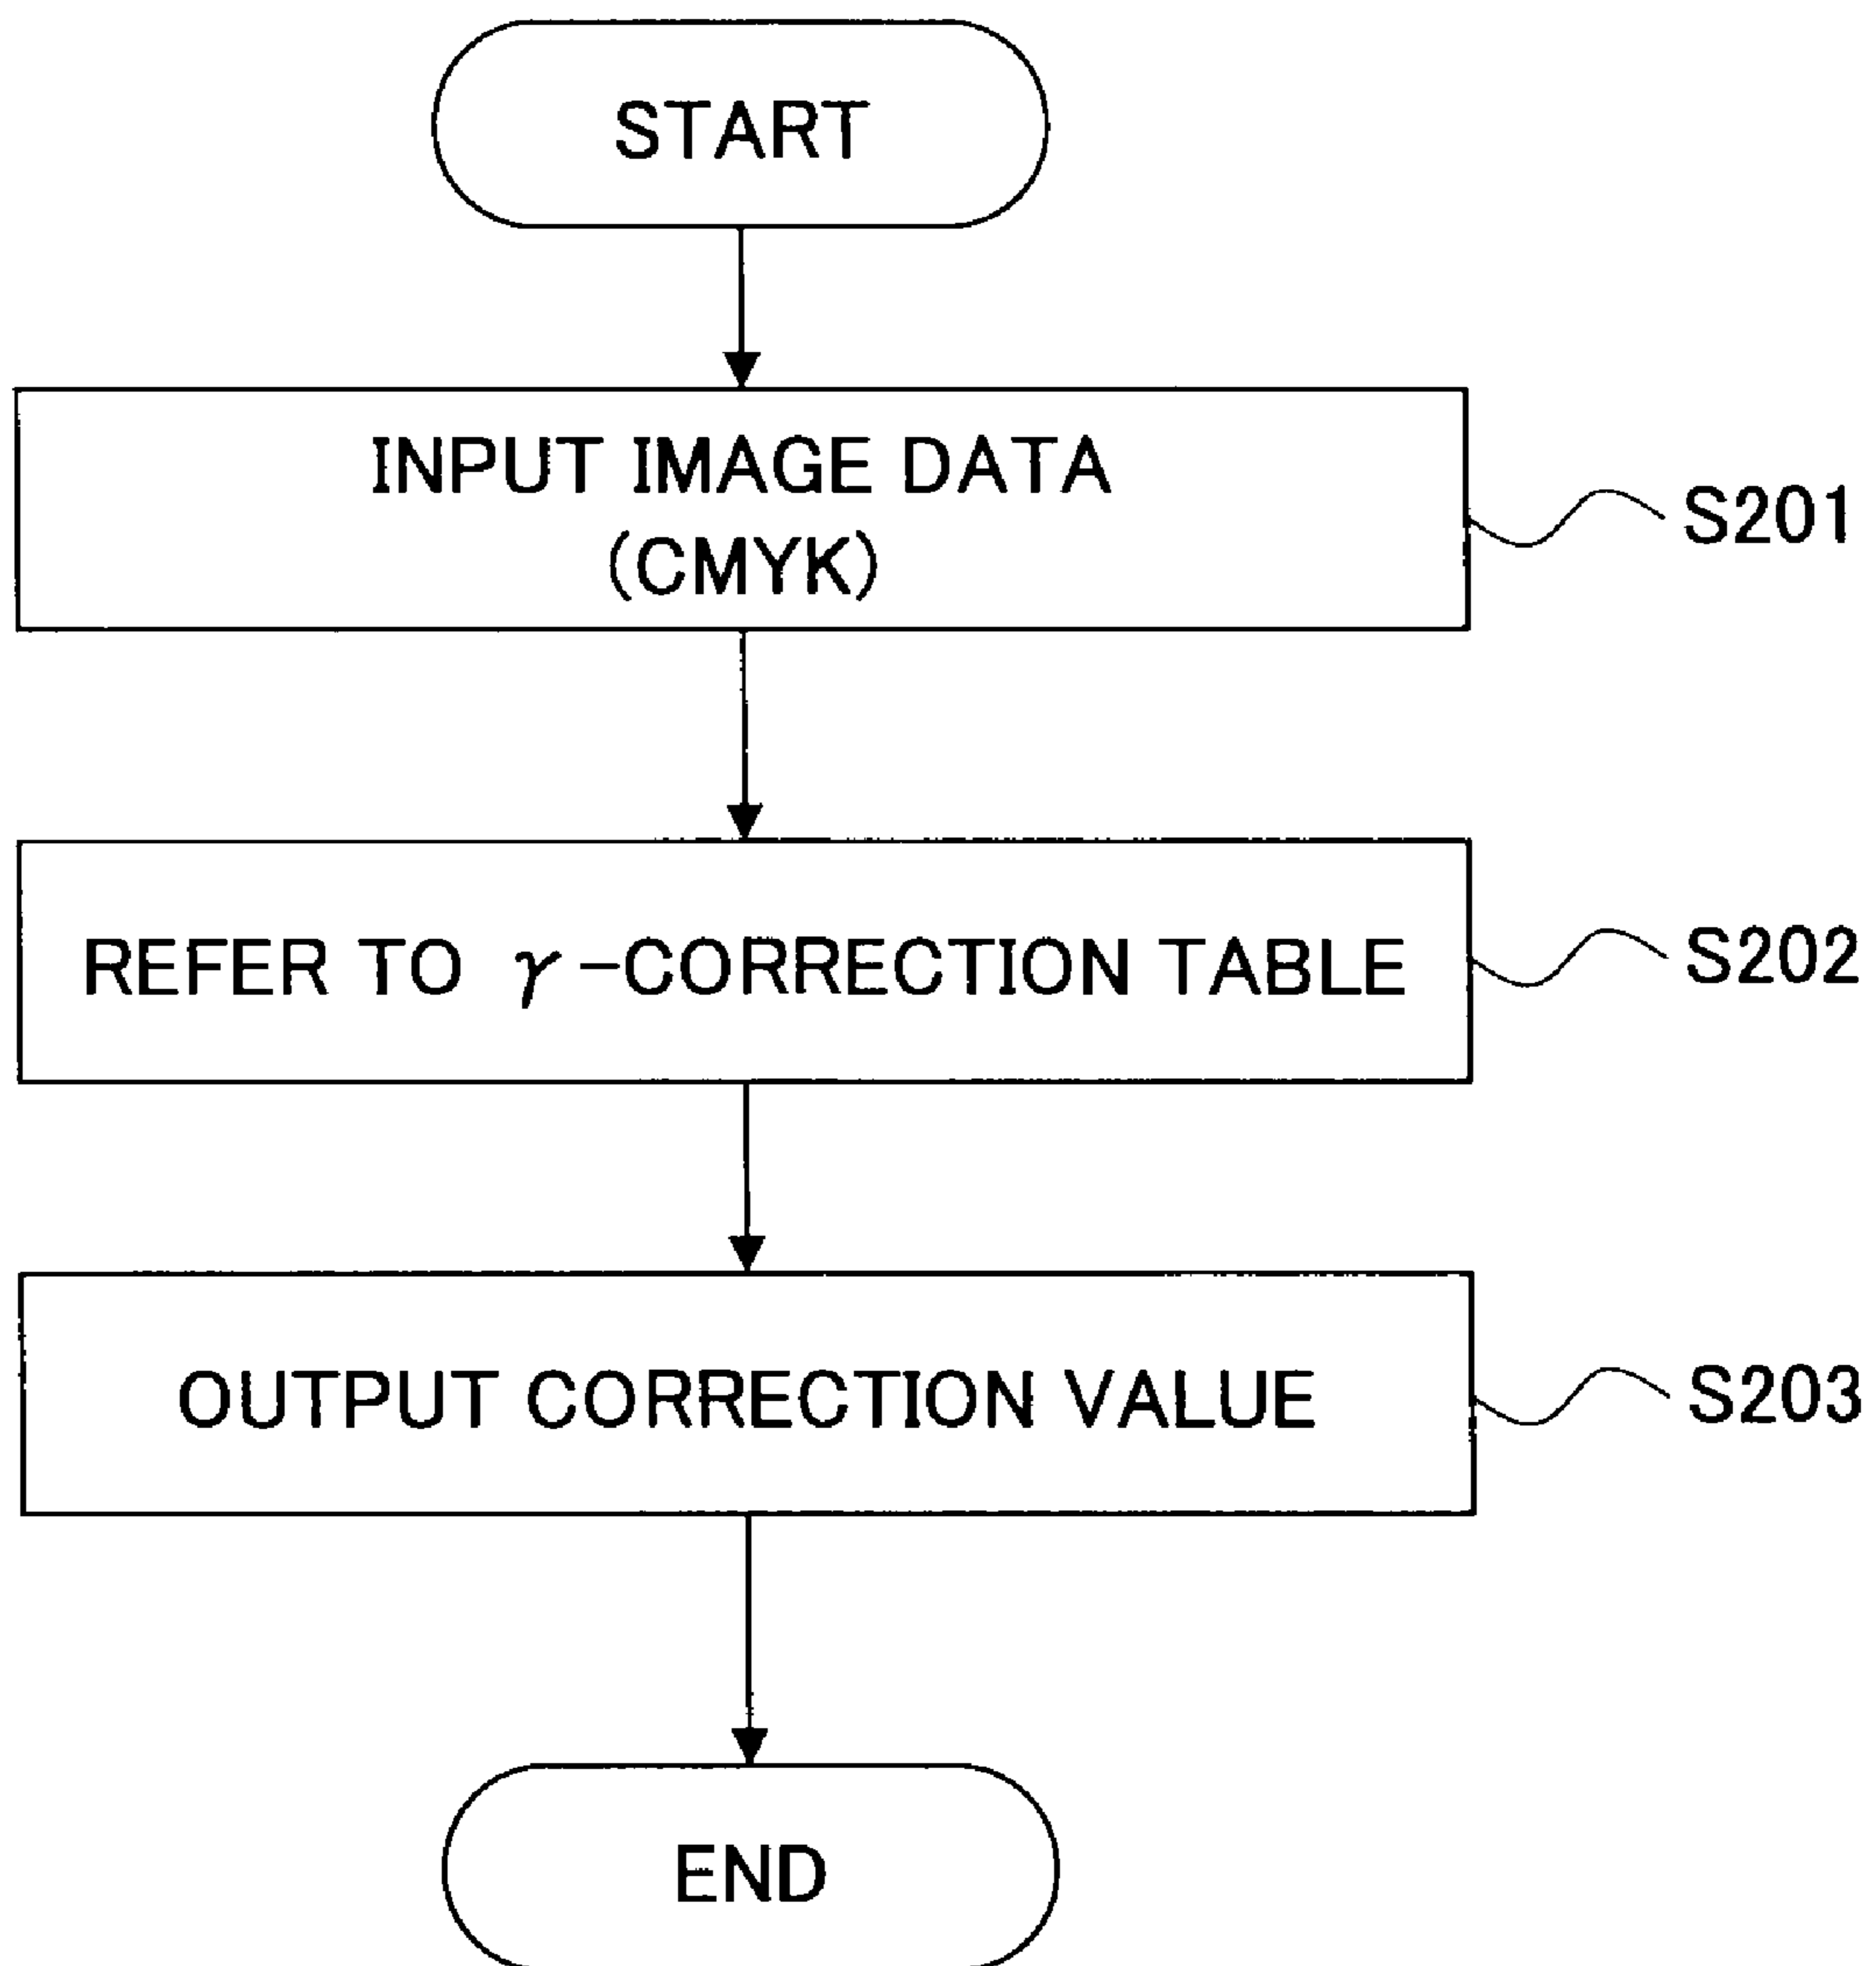 START
INPUT IMAGE DATA
(CMYK)
S201
REFER TO γ-CORRECTION TABLE
S202
OUTPUT CORRECTION VALUE
S203
END